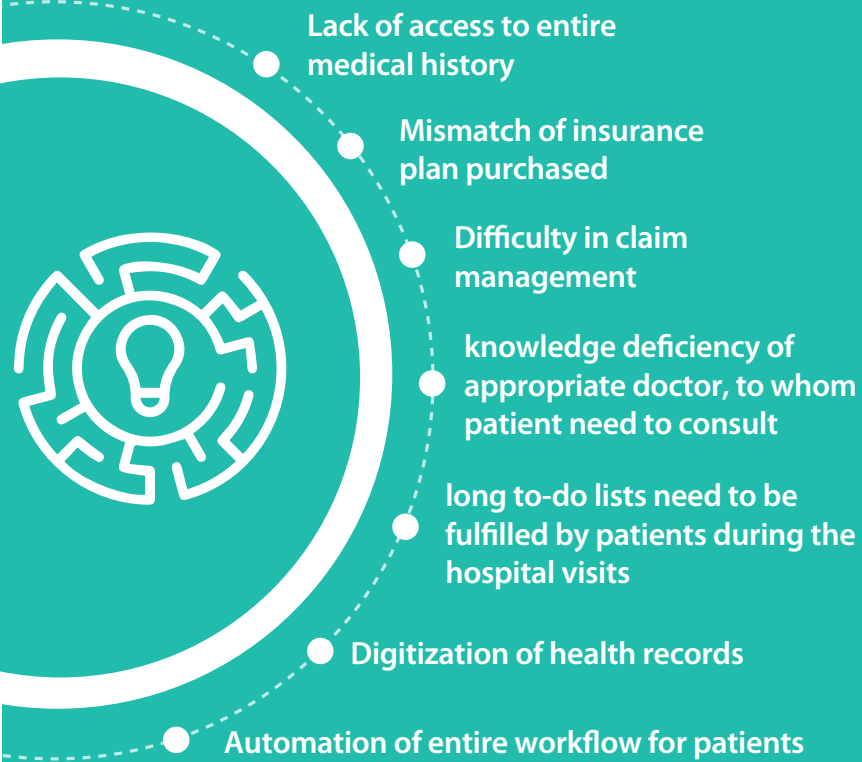 Lack of access to entire
medical history
Mismatch of insurance
plan purchased
Difficulty in claim
management
knowledge deficiency of
appropriate doctor, to whom
patient need to consult
long to-do lists need to be
fulfilled by patients during the
hospital visits
Digitization of health records
Automation of entire workflow for patients